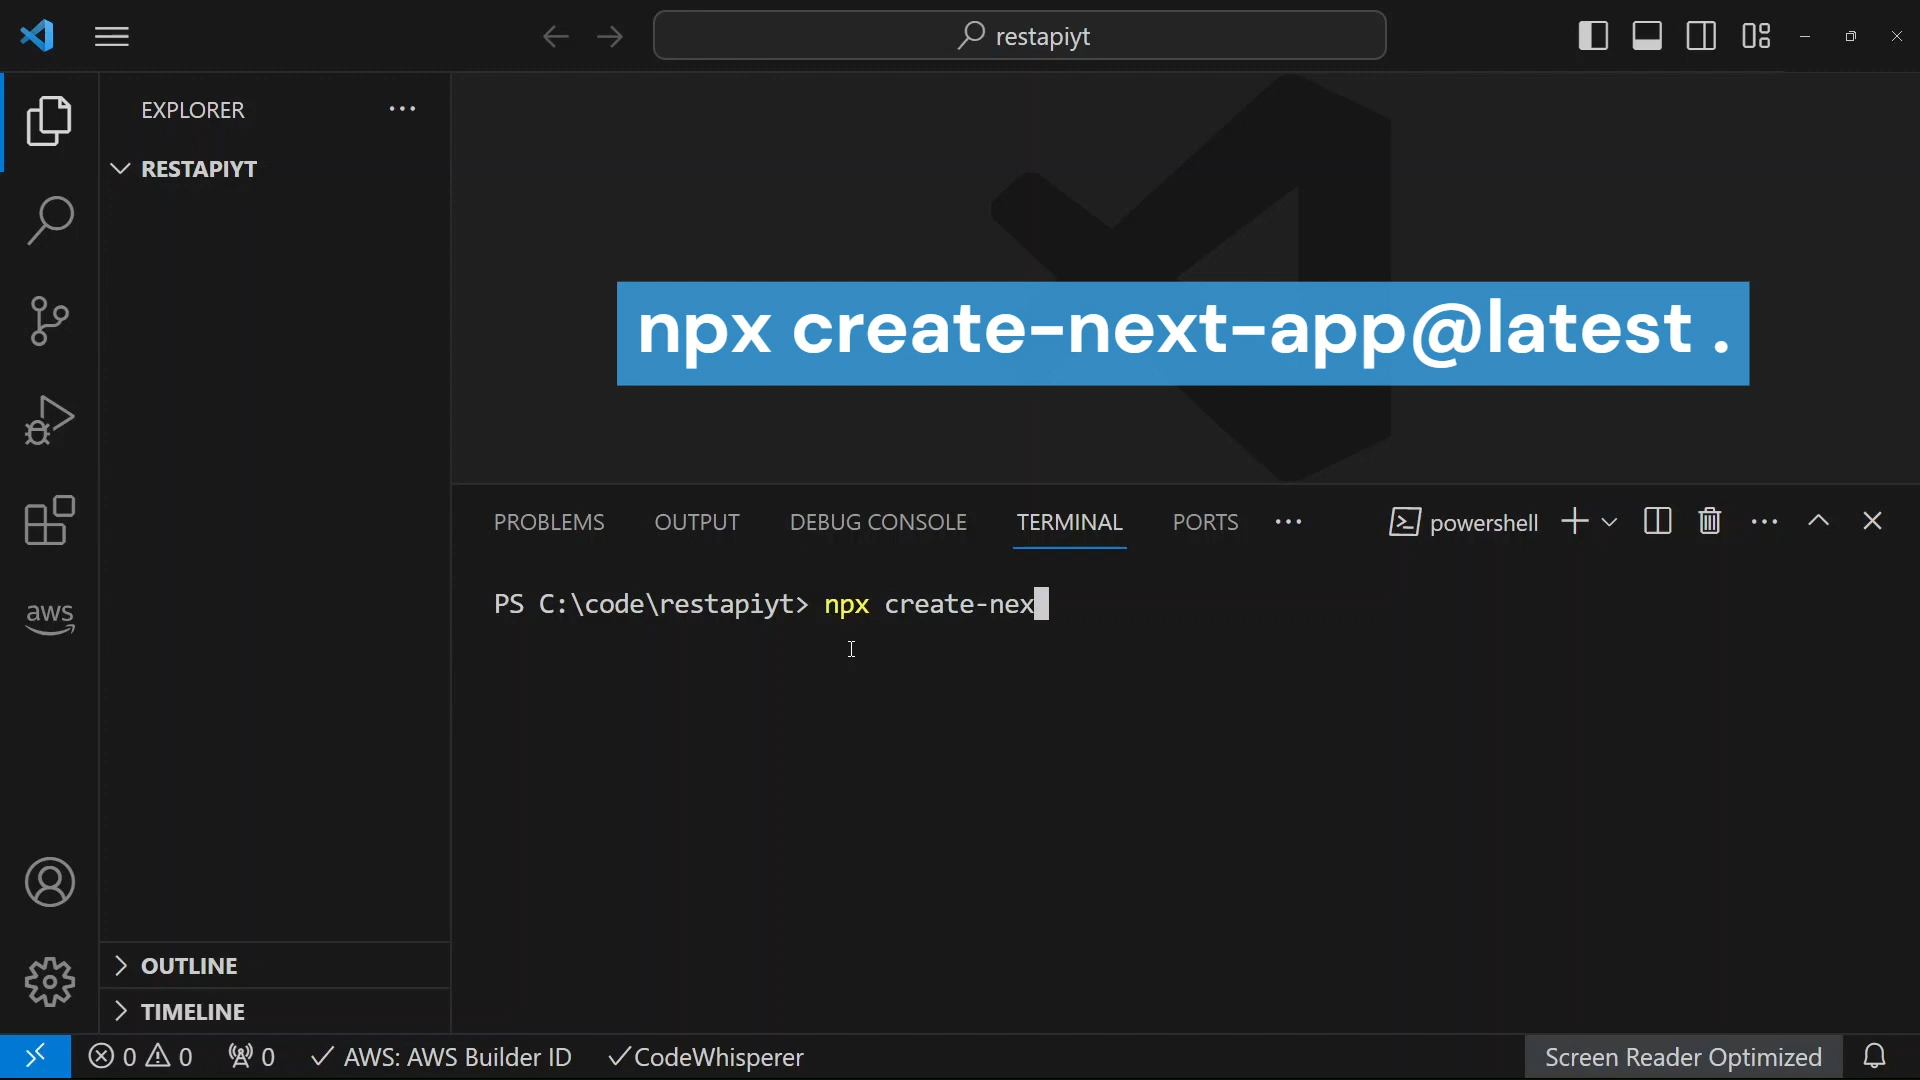 restapiyt
EXPLORER
RESTAPIYT
npx create-next-app@latest .
PROBLEMS OUTPUT DEBUG CONSOLE TERMINAL PORTS powershell
PS C:\code\restapiyt> npx create-nex
aws
OUTLINE
TIMELINE
0 0 0 AWS: AWS Builder ID CodeWhisperer Screen Reader Optimized